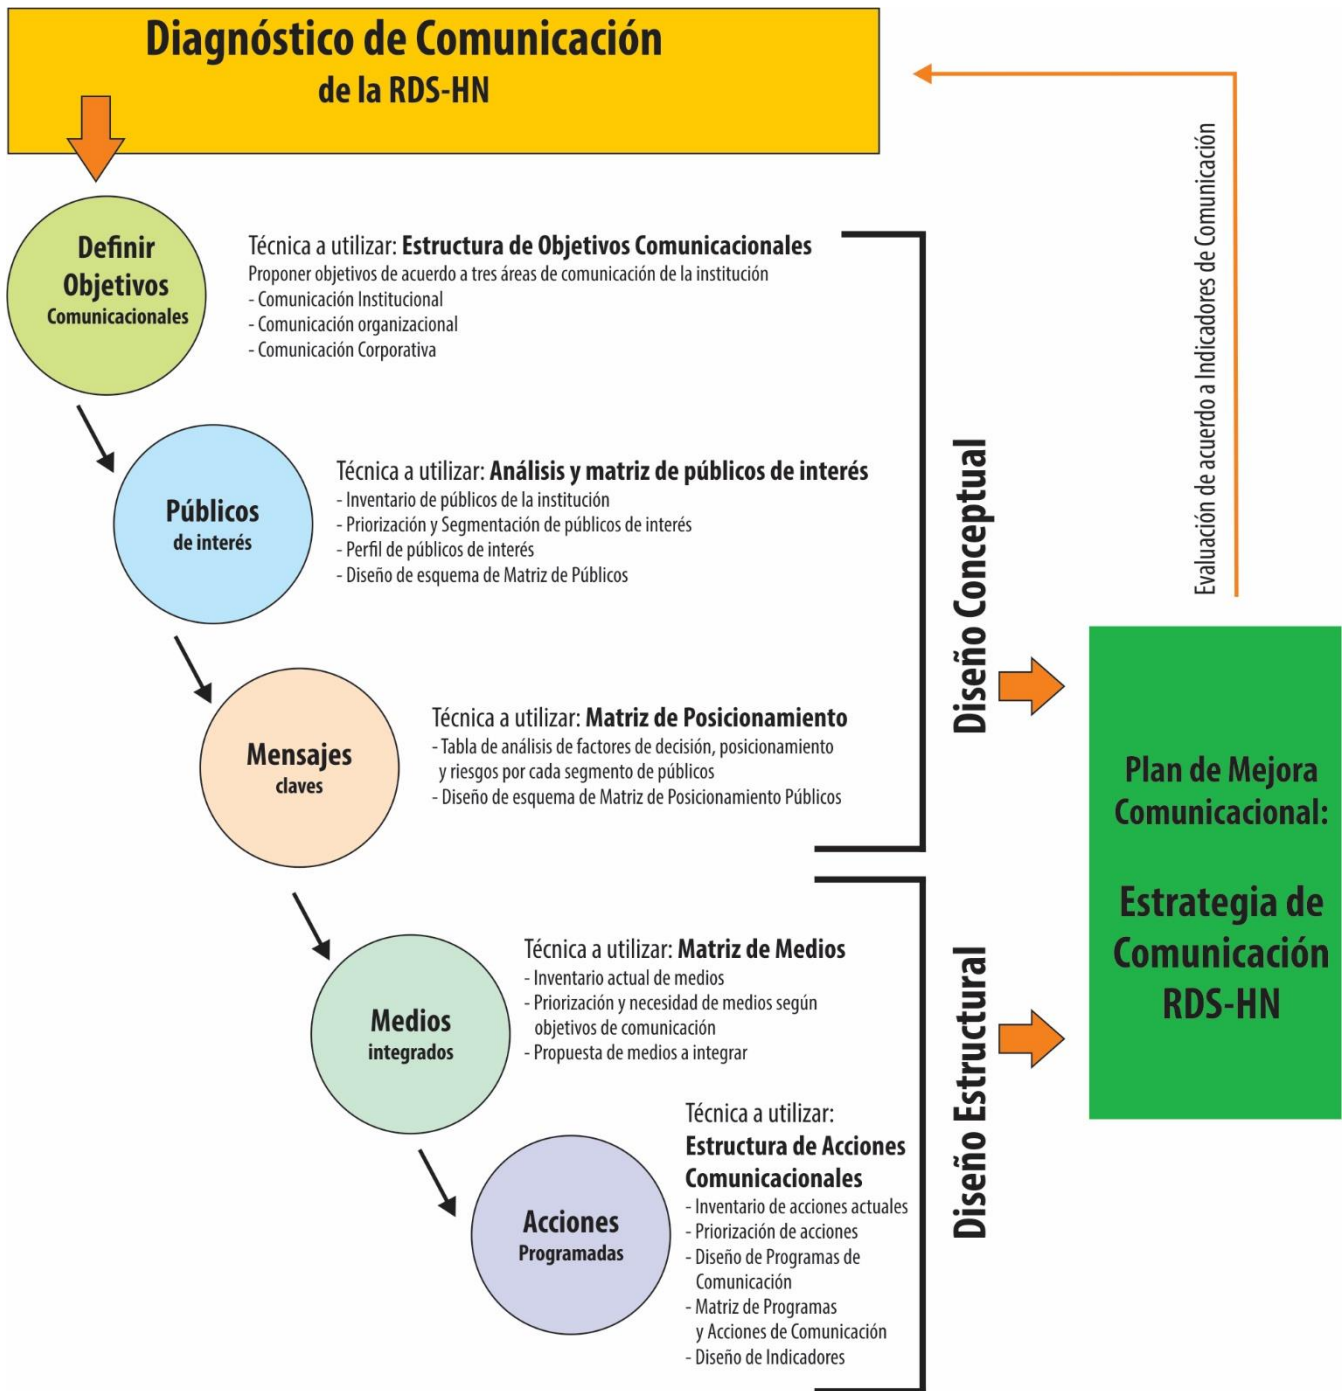 Diagnóstico de Comunicación
de la RDS-HN
Definir
Objetivos
Comunicacionales
Técnica a utilizar: Estructura de Objetivos Comunicacionales
Proponer objetivos de acuerdo a tres áreas de comunicación de la institución
- Comunicación Institucional
- Comunicación organizacional
- Comunicación Corporativa
Públicos
de interés
Técnica a utilizar: Análisis y matriz de públicos de interés
- Inventario de públicos de la institución
- Priorización y Segmentación de públicos de interés
- Perfil de públicos de interés
- Diseño de esquema de Matriz de Públicos
Mensajes
claves
Técnica a utilizar: Matriz de Posicionamiento
- Tabla de análisis de factores de decisión, posicionamiento
y riesgos por cada segmento de públicos
- Diseño de esquema de Matriz de Posicionamiento Públicos
Diseño Conceptual
Medios
integrados
Técnica a utilizar: Matriz de Medios
- Inventario actual de medios
- Priorización y necesidad de medios según
objetivos de comunicación
- Propuesta de medios a integrar
Acciones
Programadas
Técnica a utilizar:
Estructura de Acciones
Comunicacionales
- Inventario de acciones actuales
- Priorización de acciones
- Diseño de Programas de
Comunicación
- Matriz de Programas
y Acciones de Comunicación
- Diseño de Indicadores
Diseño Estructural
Plan de Mejora
Comunicacional:
Estrategia de
Comunicación
RDS-HN
Evaluación de acuerdo a Indicadores de Comunicación